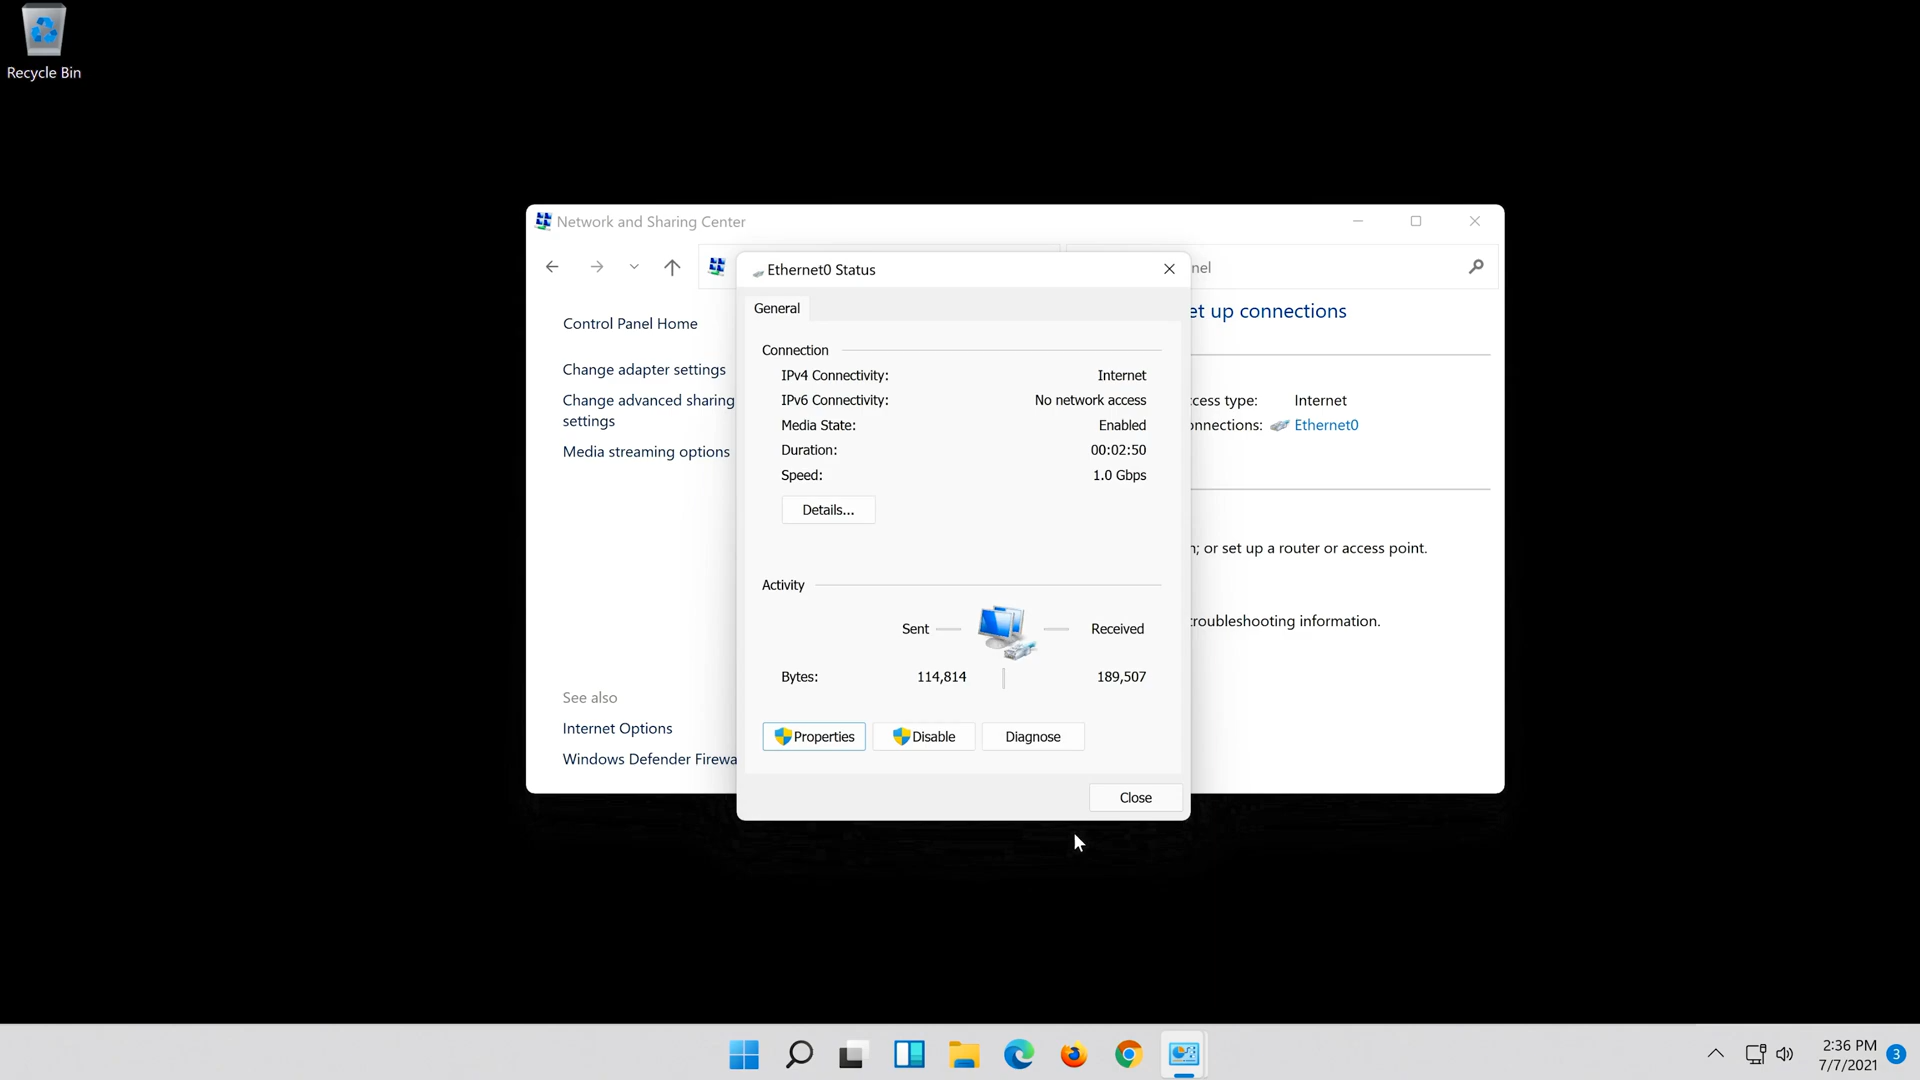 Recycle Bin
Network and Sharing Center
nel
Ethernet0 Status
General
Control Panel Home
Change adapter settings
Change advanced sharing
settings
Media streaming options
See also
Internet Options
Windows Defender Firewa
Connection
IPv4 Connectivity: Internet
IPv6 Connectivity: No network access
Media State: Enabled
Duration: 00:02:50
Speed: 1.0 Gbps
Details...
Activity
Sent Received
Bytes: 114,814 189,507
Properties Disable Diagnose
Close
et up connections
cess type: Internet
onnections: Ethernet0
n; or set up a router or access point.
troubleshooting information.
2:36 PM
7/7/2021 3